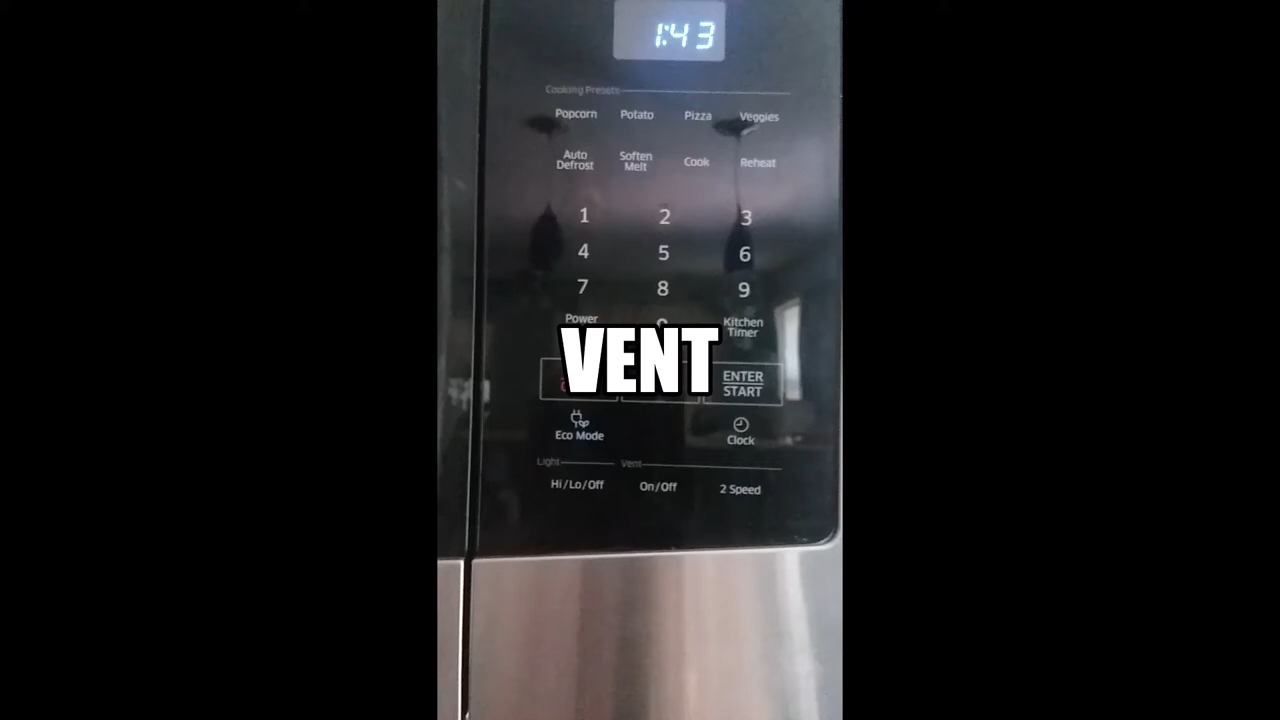 1:43
Cooking Presets
Popcorn Potato Pizza Veggies
Auto Defrost Soften Melt Cook Reheat
1 2 3
4 5 6
7 8 9
Power Kitchen Timer
VENT
ENTER START
Eco Mode Clock
Light Vent
Hi/Lo/Off On/Off 2 Speed